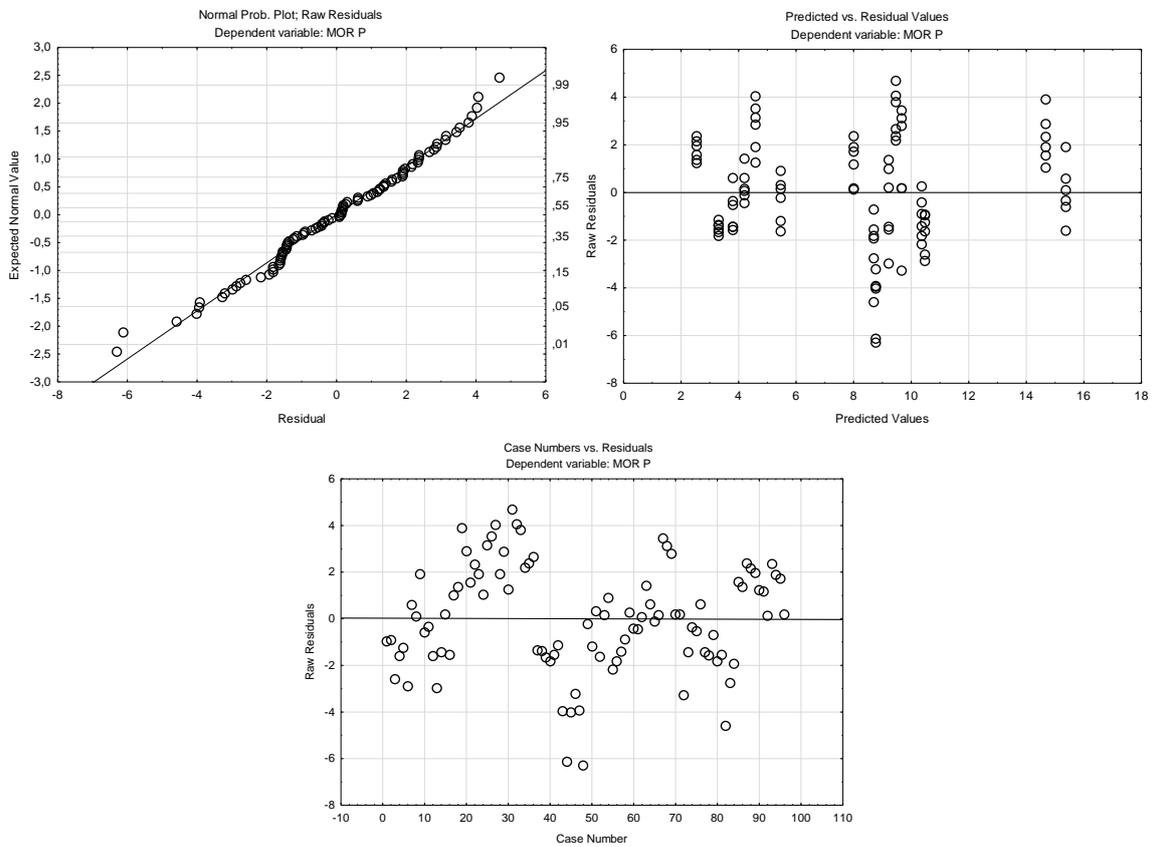 Normal Prob. Plot; Raw Residuals
Dependent variable: MOR P
3,0
2,5
2,0
1,5
1,0
0,5
0,0
-0,5
-1,0
-1,5
-2,0
-2,5
-3,0
Expected Normal Value
,99
,95
,75
,55
,35
,15
,05
,01
-8 -6 -4 -2 0 2 4 6
Residual
Predicted vs. Residual Values
Dependent variable: MOR P
6
4
2
0
-2
-4
-6
-8
Raw Residuals
0 2 4 6 8 10 12 14 16 18
Predicted Values
Case Numbers vs. Residuals
Dependent variable: MOR P
6
4
2
0
-2
-4
-6
-8
Raw Residuals
-10 0 10 20 30 40 50 60 70 80 90 100 110
Case Number